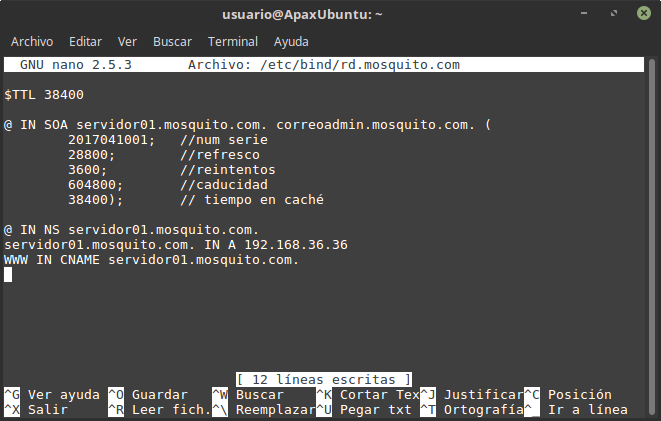 usuario@ApaxUbuntu: ~
Archivo Editar Ver Buscar Terminal Ayuda
GNU nano 2.5.3 Archivo: /etc/bind/rd.mosquito.com
$TTL 38400
@ IN SOA servidor01.mosquito.com. correoadmin.mosquito.com. (
2017041001; //num serie
28800; //refresco
3600; //reintentos
604800; //caducidad
38400); // tiempo en caché
@ IN NS servidor01.mosquito.com.
servidor01.mosquito.com. IN A 192.168.36.36
WWW IN CNAME servidor01.mosquito.com.
[ 12 líneas escritas ]
^G Ver ayuda ^O Guardar ^W Buscar ^K Cortar Tex^J Justificar^C Posición
^X Salir ^R Leer fich.^\ Reemplazar^U Pegar txt ^T Ortografía^_ Ir a línea